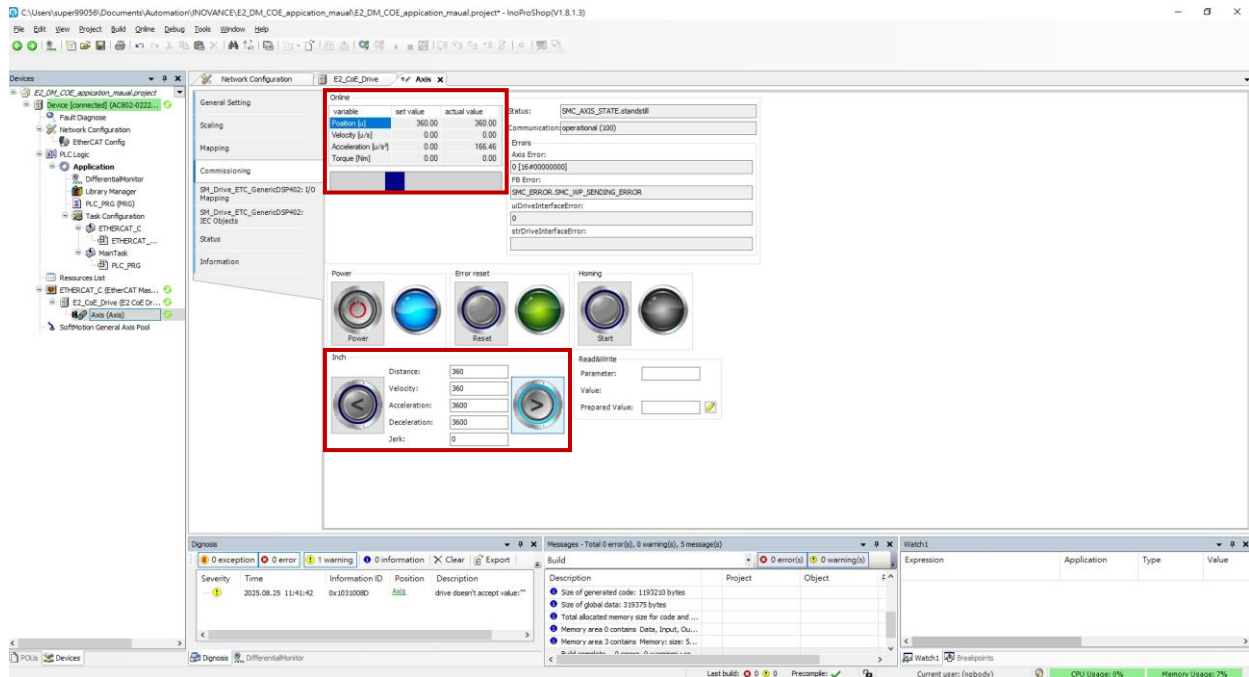 C:\Users\super99056\Documents\Automation\INOVANCE\E2_DM_COE_appication_maual\E2_DM_COE_appication_maual.project* - InoProShop(V1.8.1.3)
File Edit View Project Build Online Debug Tools Window Help
Devices
E2_DM_COE_appication_maual.project
Device [connected] (AC802-0222...
Fault Diagnose
Network Configuration
EtherCAT Config
PLC Logic
Application
DifferentialMonitor
Library Manager
PLC_PRG (PRG)
Task Configuration
ETHERCAT_C
ETHERCAT_...
MainTask
PLC_PRG
Resources List
ETHERCAT_C (EtherCAT Mas...
E2_CoE_Drive (E2 CoE Dr...
Axis (Axis)
SoftMotion General Axis Pool
POUs Devices
Network Configuration E2_CoE_Drive Axis
General Setting
Scaling
Mapping
Commissioning
SM_Drive_ETC_GenericDSP402: I/O
Mapping
SM_Drive_ETC_GenericDSP402:
IEC Objects
Status
Information
Online
variable set value actual value
Position [u] 360.00 360.00
Velocity [u/s] 0.00 0.00
Acceleration [u/s²] 0.00 166.46
Torque [Nm] 0.00 0.00
Status: SMC_AXIS_STATE.standstill
Communication: operational (100)
Errors
Axis Error:
0 [16#00000000]
FB Error:
SMC_ERROR.SMC_WP_SENDING_ERROR
uiDriveInterfaceError:
0
strDriveInterfaceError:
Power Error reset Homing
Power Reset Start
Inch
Distance: 360
Velocity: 360
Acceleration: 3600
Deceleration: 3600
Jerk: 0
< >
Read&Write
Parameter:
Value:
Prepared Value:
Dignosis
0 exception 0 error 1 warning 0 information Clear Export
Severity Time Information ID Position Description
2025.08.25 11:41:42 0x1031008D Axis drive doesn't accept value:""
Dignosis DifferentialMonitor
Messages - Total 0 error(s), 0 warning(s), 5 message(s)
Build 0 error(s) 0 warning(s)
Description Project Object
Size of generated code: 1193210 bytes
Size of global data: 319375 bytes
Total allocated memory size for code and ...
Memory area 0 contains Data, Input, Ou...
Memory area 3 contains Memory: size: 5...
Watch1
Expression Application Type Value
Watch1 Breakpoints
Last build: 0 0 Precompile: Current user: (nobody) CPU Usage: 0% Memory Usage: 7%